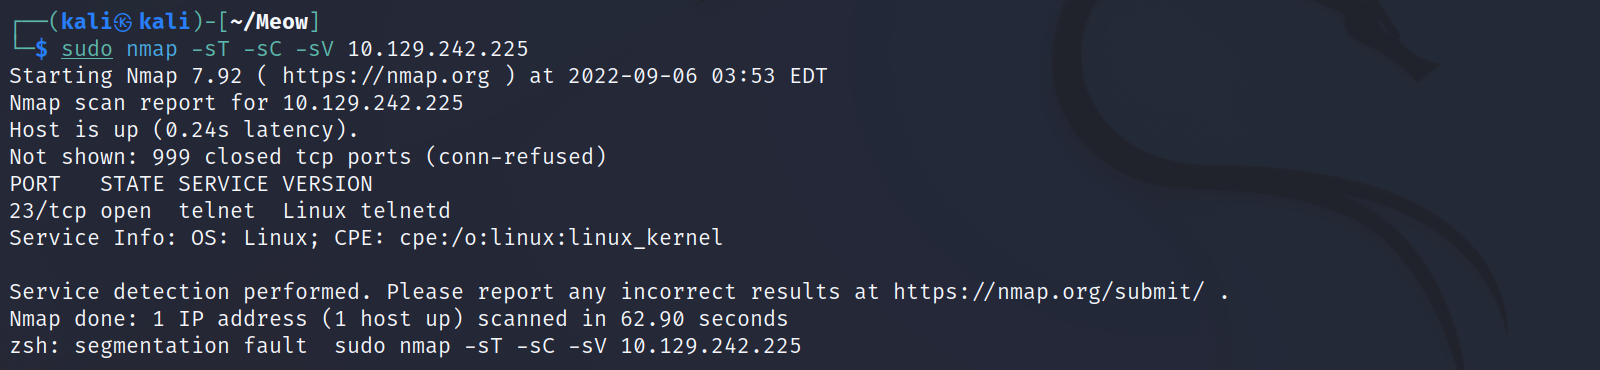 ┌──(kali㉿kali)-[~/Meow]
└─$ sudo nmap -sT -sC -sV 10.129.242.225
Starting Nmap 7.92 ( https://nmap.org ) at 2022-09-06 03:53 EDT
Nmap scan report for 10.129.242.225
Host is up (0.24s latency).
Not shown: 999 closed tcp ports (conn-refused)
PORT   STATE SERVICE VERSION
23/tcp open  telnet  Linux telnetd
Service Info: OS: Linux; CPE: cpe:/o:linux:linux_kernel

Service detection performed. Please report any incorrect results at https://nmap.org/submit/ .
Nmap done: 1 IP address (1 host up) scanned in 62.90 seconds
zsh: segmentation fault  sudo nmap -sT -sC -sV 10.129.242.225